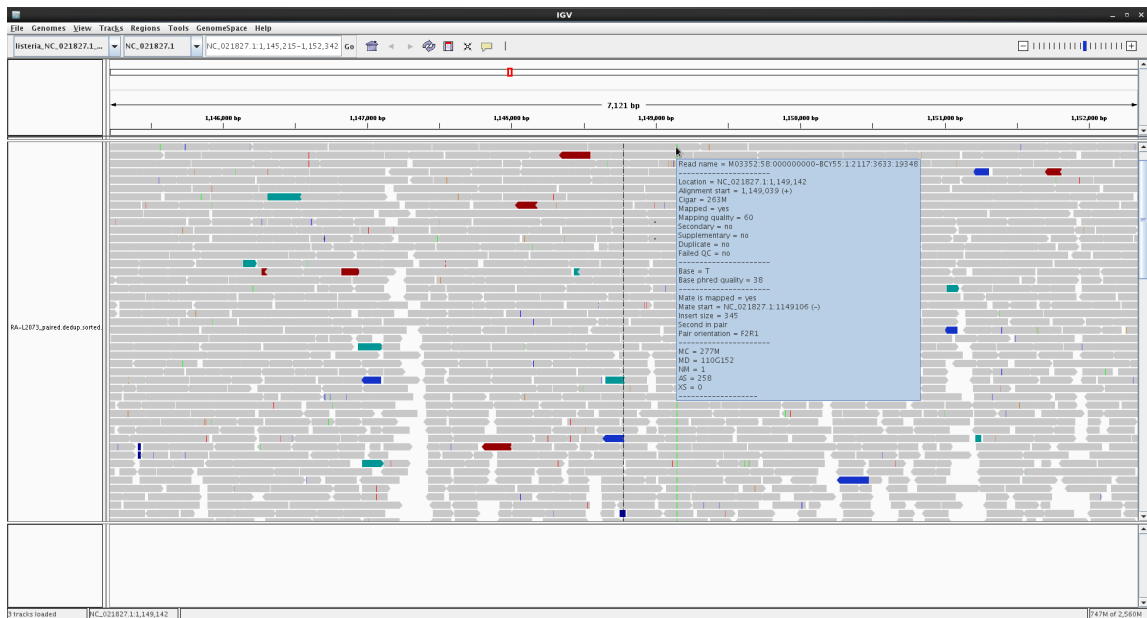 IGV
File Genomes View Tracks Regions Tools GenomeSpace Help
listeria_NC_021827.1_... NC_021827.1 NC_021827.1:1,145,215-1,152,342 Go
7,121 bp
1,146,000 bp 1,147,000 bp 1,148,000 bp 1,149,000 bp 1,150,000 bp 1,151,000 bp 1,152,000 bp
Read name = M03352:58:000000000-BCY55:1:2117:3633:19348
----------------------
Location = NC_021827.1:1,149,142
Alignment start = 1,149,039 (+)
Cigar = 263M
Mapped = yes
Mapping quality = 60
Secondary = no
Supplementary = no
Duplicate = no
Failed QC = no
----------------------
Base = T
Base phred quality = 38
----------------------
Mate is mapped = yes
Mate start = NC_021827.1:1149106 (-)
Insert size = 345
Second in pair
Pair orientation = F2R1
----------------------
MC = 277M
MD = 110G152
NM = 1
AS = 258
XS = 0
-------------------
RA-L2073_paired.dedup.sorted.
3 tracks loaded NC_021827.1:1,149,142 747M of 2,560M